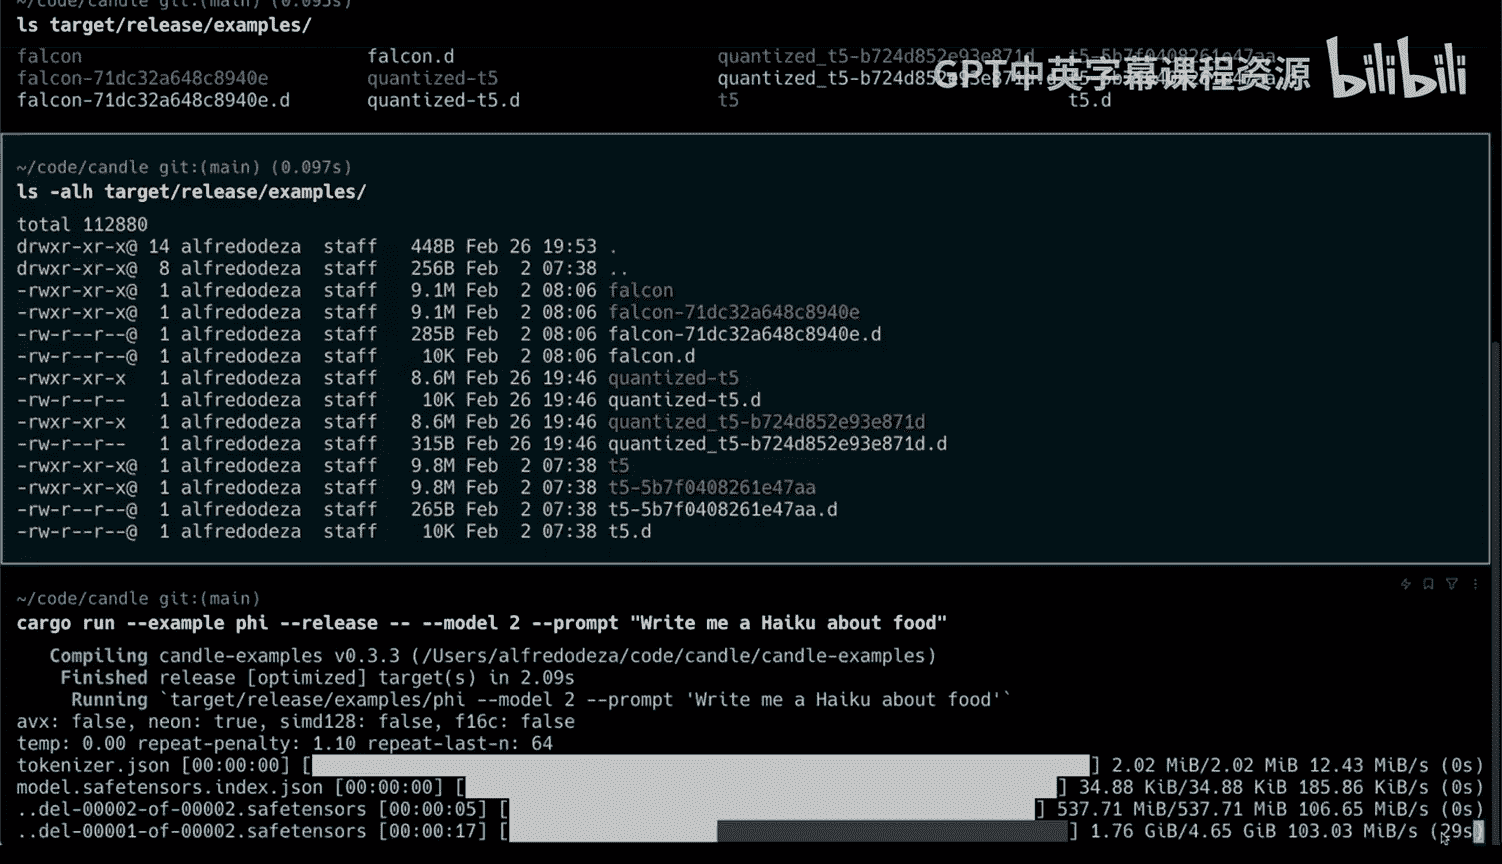 ~/code/candle git:(main) (0.095s)
ls target/release/examples/
falcon falcon.d quantized_t5-b724d852e93e871d t5-5b7f0408261e47aa
falcon-71dc32a648c8940e quantized-t5 quantized_t5-b724d852e93e871d.d
falcon-71dc32a648c8940e.d quantized-t5.d t5 t5.d
GPT中英字幕课程资源 bilibili
~/code/candle git:(main) (0.097s)
ls -alh target/release/examples/
total 112880
drwxr-xr-x@ 14 alfredodeza staff 448B Feb 26 19:53 .
drwxr-xr-x@ 8 alfredodeza staff 256B Feb 2 07:38 ..
-rwxr-xr-x@ 1 alfredodeza staff 9.1M Feb 2 08:06 falcon
-rwxr-xr-x@ 1 alfredodeza staff 9.1M Feb 2 08:06 falcon-71dc32a648c8940e
-rw-r--r--@ 1 alfredodeza staff 285B Feb 2 08:06 falcon-71dc32a648c8940e.d
-rw-r--r--@ 1 alfredodeza staff 10K Feb 2 08:06 falcon.d
-rwxr-xr-x 1 alfredodeza staff 8.6M Feb 26 19:46 quantized-t5
-rw-r--r-- 1 alfredodeza staff 10K Feb 26 19:46 quantized-t5.d
-rwxr-xr-x 1 alfredodeza staff 8.6M Feb 26 19:46 quantized_t5-b724d852e93e871d
-rw-r--r-- 1 alfredodeza staff 315B Feb 26 19:46 quantized_t5-b724d852e93e871d.d
-rwxr-xr-x@ 1 alfredodeza staff 9.8M Feb 2 07:38 t5
-rwxr-xr-x@ 1 alfredodeza staff 9.8M Feb 2 07:38 t5-5b7f0408261e47aa
-rw-r--r--@ 1 alfredodeza staff 265B Feb 2 07:38 t5-5b7f0408261e47aa.d
-rw-r--r--@ 1 alfredodeza staff 10K Feb 2 07:38 t5.d
~/code/candle git:(main)
cargo run --example phi --release -- --model 2 --prompt "Write me a Haiku about food"
Compiling candle-examples v0.3.3 (/Users/alfredodeza/code/candle/candle-examples)
Finished release [optimized] target(s) in 2.09s
Running `target/release/examples/phi --model 2 --prompt 'Write me a Haiku about food'`
avx: false, neon: true, simd128: false, f16c: false
temp: 0.00 repeat-penalty: 1.10 repeat-last-n: 64
tokenizer.json [00:00:00] [] 2.02 MiB/2.02 MiB 12.43 MiB/s (0s)
model.safetensors.index.json [00:00:00] [] 34.88 KiB/34.88 KiB 185.86 KiB/s (0s)
..del-00002-of-00002.safetensors [00:00:05] [] 537.71 MiB/537.71 MiB 106.65 MiB/s (0s)
..del-00001-of-00002.safetensors [00:00:17] [] 1.76 GiB/4.65 GiB 103.03 MiB/s (29s)